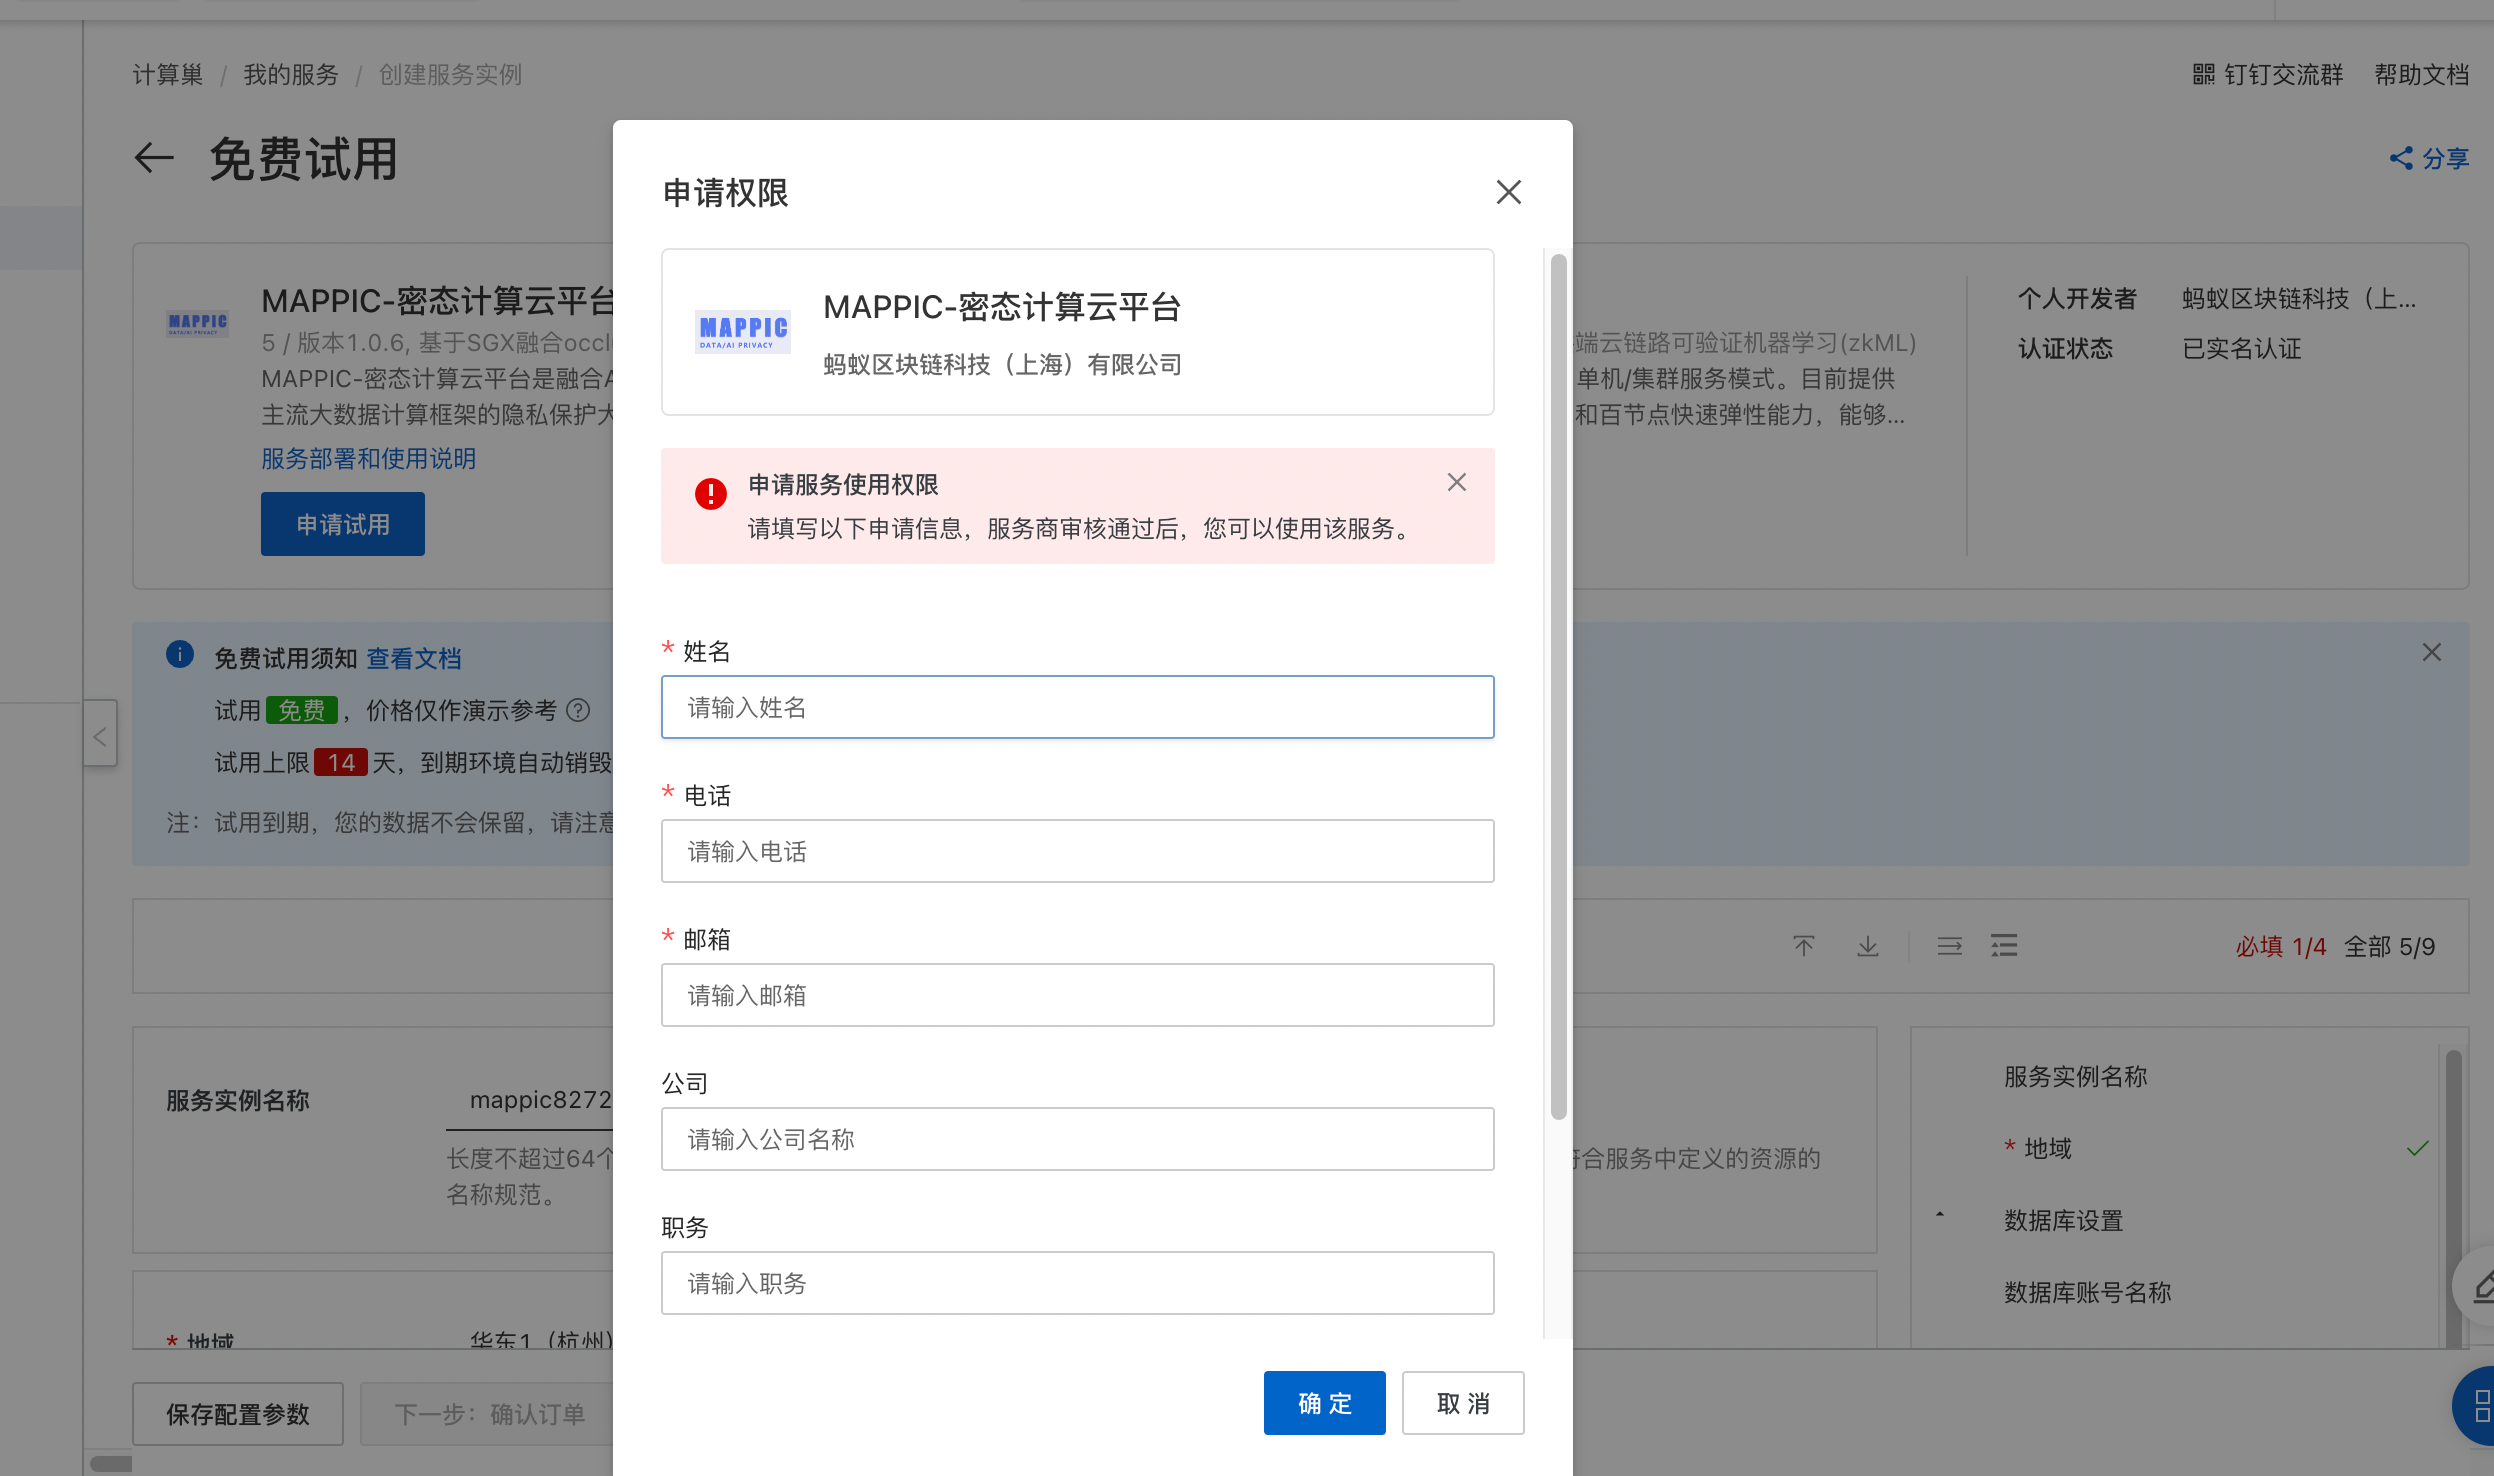 计算巢 / 我的服务 / 创建服务实例
钉钉交流群 帮助文档
免费试用
分享
MAPPIC-密态计算云平台
5 / 版本1.0.6, 基于SGX融合occl
端云链路可验证机器学习(zkML)
MAPPIC-密态计算云平台是融合A
单机/集群服务模式。目前提供
主流大数据计算框架的隐私保护大
和百节点快速弹性能力，能够...
服务部署和使用说明
申请试用
MAPPIC
DATA/AI PRIVACY
个人开发者 蚂蚁区块链科技（上...
认证状态 已实名认证
免费试用须知 查看文档
试用 免费 ，价格仅作演示参考
试用上限 14 天，到期环境自动销毁
注：试用到期，您的数据不会保留，请注意
必填 1/4 全部 5/9
服务实例名称 mappic8272
长度不超过64个
符合服务中定义的资源的
名称规范。
* 地域 华东1（杭州）
服务实例名称
* 地域
数据库设置
数据库账号名称
保存配置参数 下一步：确认订单
申请权限
MAPPIC
DATA/AI PRIVACY
MAPPIC-密态计算云平台
蚂蚁区块链科技（上海）有限公司
申请服务使用权限
请填写以下申请信息，服务商审核通过后，您可以使用该服务。
* 姓名
请输入姓名
* 电话
请输入电话
* 邮箱
请输入邮箱
公司
请输入公司名称
职务
请输入职务
确 定 取 消